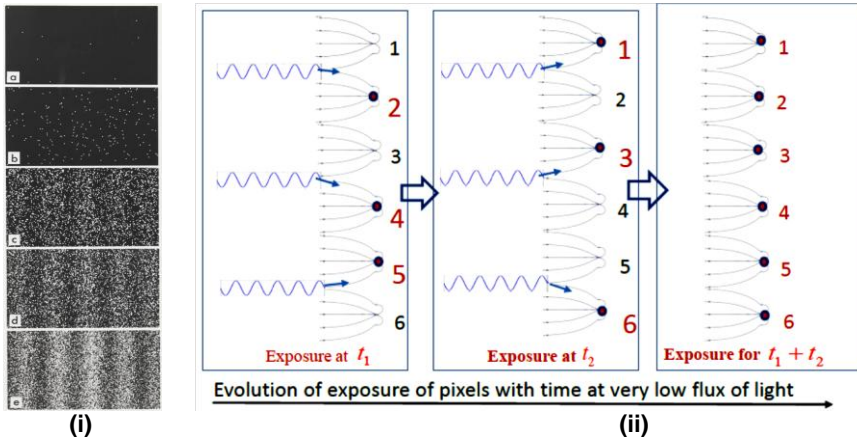 a
b
c
d
e
(i)
1
2
3
4
5
6
Exposure at t₁
1
2
3
4
5
6
Exposure at t₂
1
2
3
4
5
6
Exposure for t₁ + t₂
Evolution of exposure of pixels with time at very low flux of light
(ii)